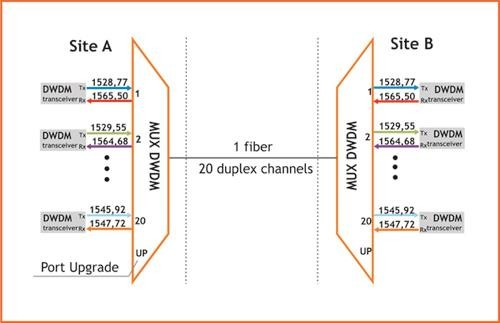 Site A
Site B
DWDM
transceiver
Tx
Rx
1528,77
1565,50
1
DWDM
transceiver
Tx
Rx
1529,55
1564,68
2
DWDM
transceiver
Tx
Rx
1545,92
1547,72
20
UP
Port Upgrade
MUX DWDM
1 fiber
20 duplex channels
MUX DWDM
1
1528,77
1565,50
Tx
Rx
DWDM
transceiver
2
1529,55
1564,68
Tx
Rx
DWDM
transceiver
20
1545,92
1547,72
Tx
Rx
DWDM
transceiver
UP